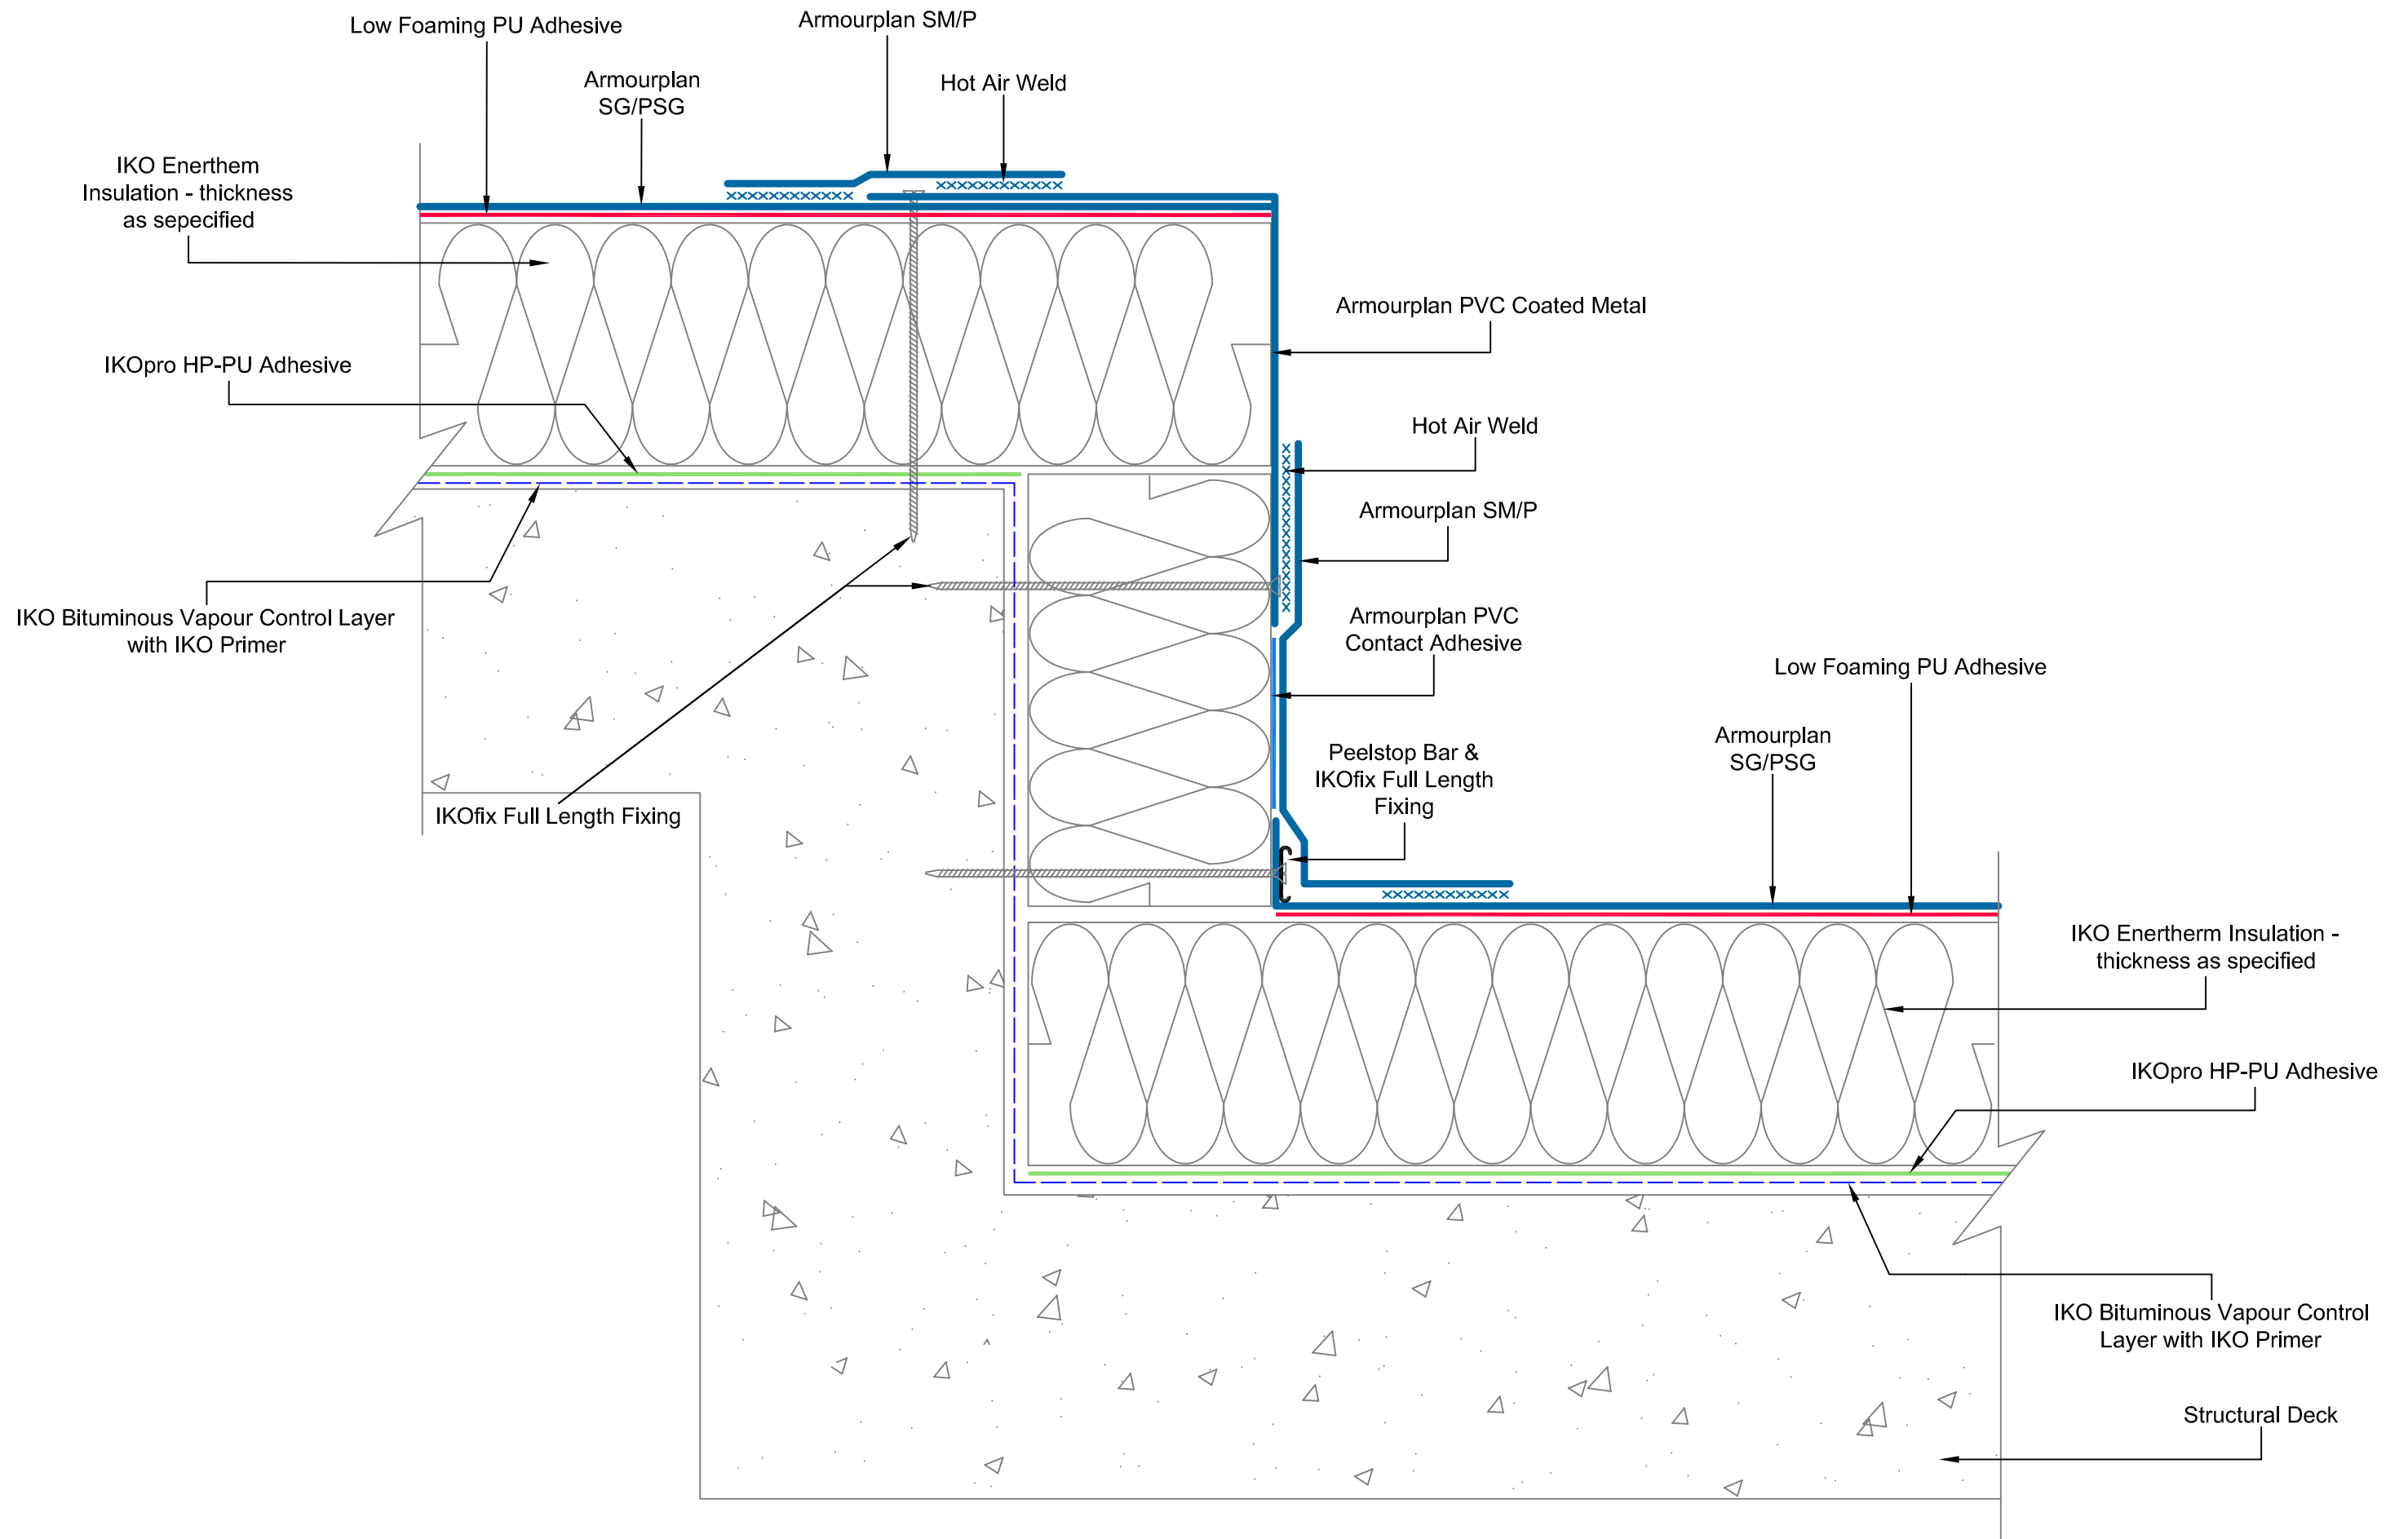 Low Foaming PU Adhesive
Armourplan SM/P
Armourplan
SG/PSG
Hot Air Weld
IKO Enerthem
Insulation - thickness
as sepecified
IKOpro HP-PU Adhesive
IKO Bituminous Vapour Control Layer
with IKO Primer
IKOfix Full Length Fixing
Armourplan PVC Coated Metal
Hot Air Weld
Armourplan SM/P
Armourplan PVC
Contact Adhesive
Peelstop Bar &
IKOfix Full Length
Fixing
Low Foaming PU Adhesive
Armourplan
SG/PSG
IKO Enertherm Insulation -
thickness as specified
IKOpro HP-PU Adhesive
IKO Bituminous Vapour Control
Layer with IKO Primer
Structural Deck